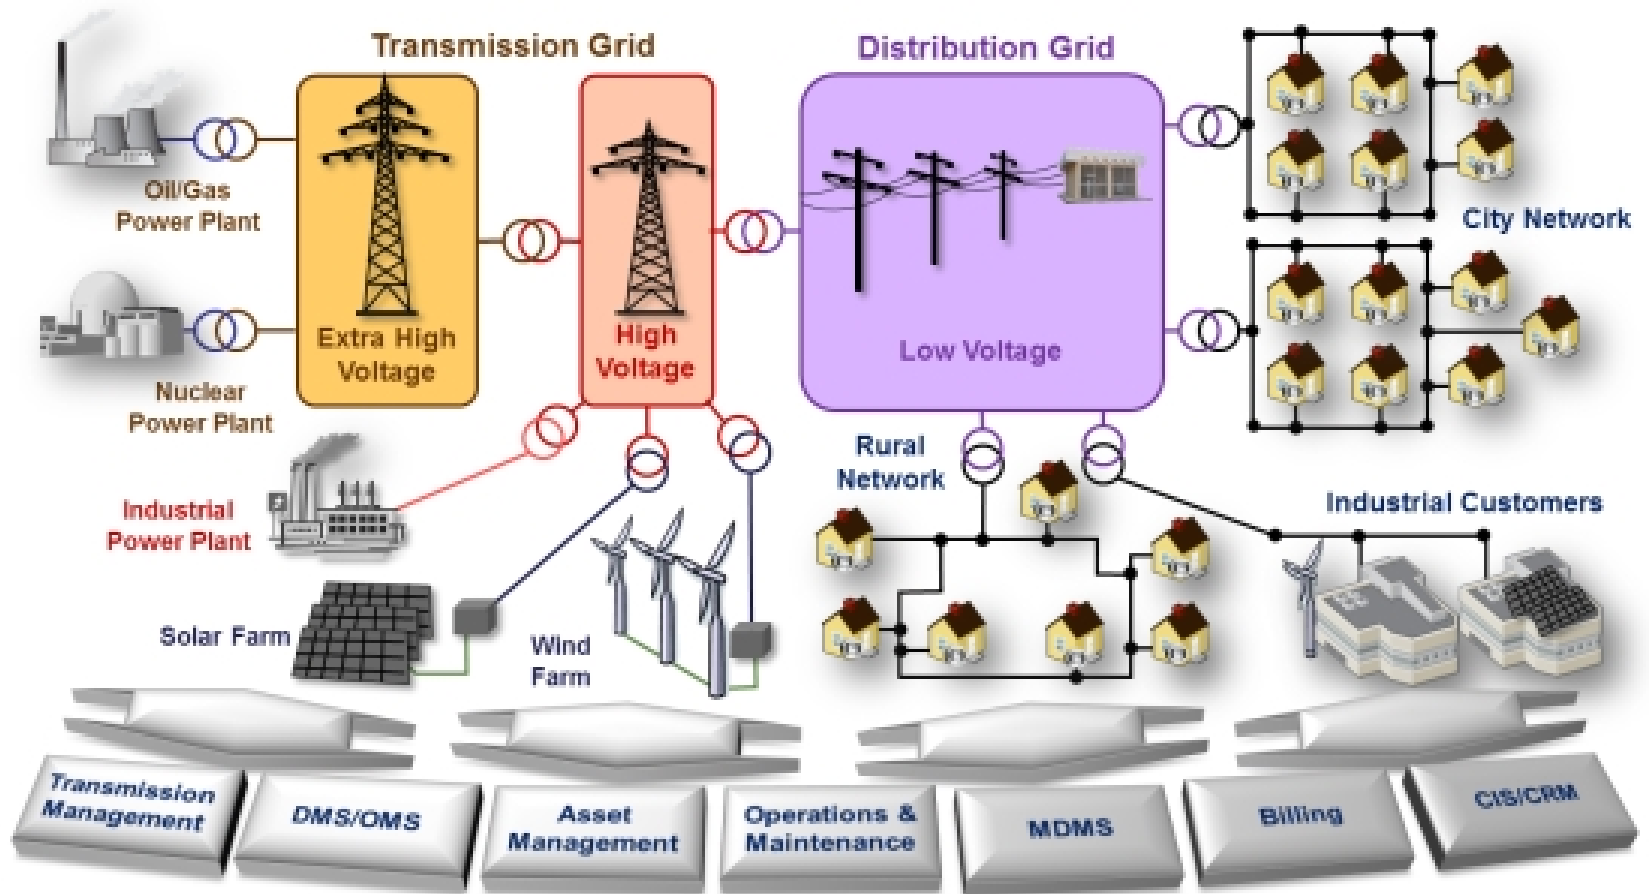 Transmission Grid
Distribution Grid
Oil/Gas
Power Plant
City Network
Extra High
Voltage
High
Voltage
Low Voltage
Nuclear
Power Plant
Rural
Network
Industrial Customers
Industrial
Power Plant
Solar Farm
Wind
Farm
Transmission
Management
DMS/OMS
Asset
Management
Operations &
Maintenance
MDMS
Billing
CIS/CRM